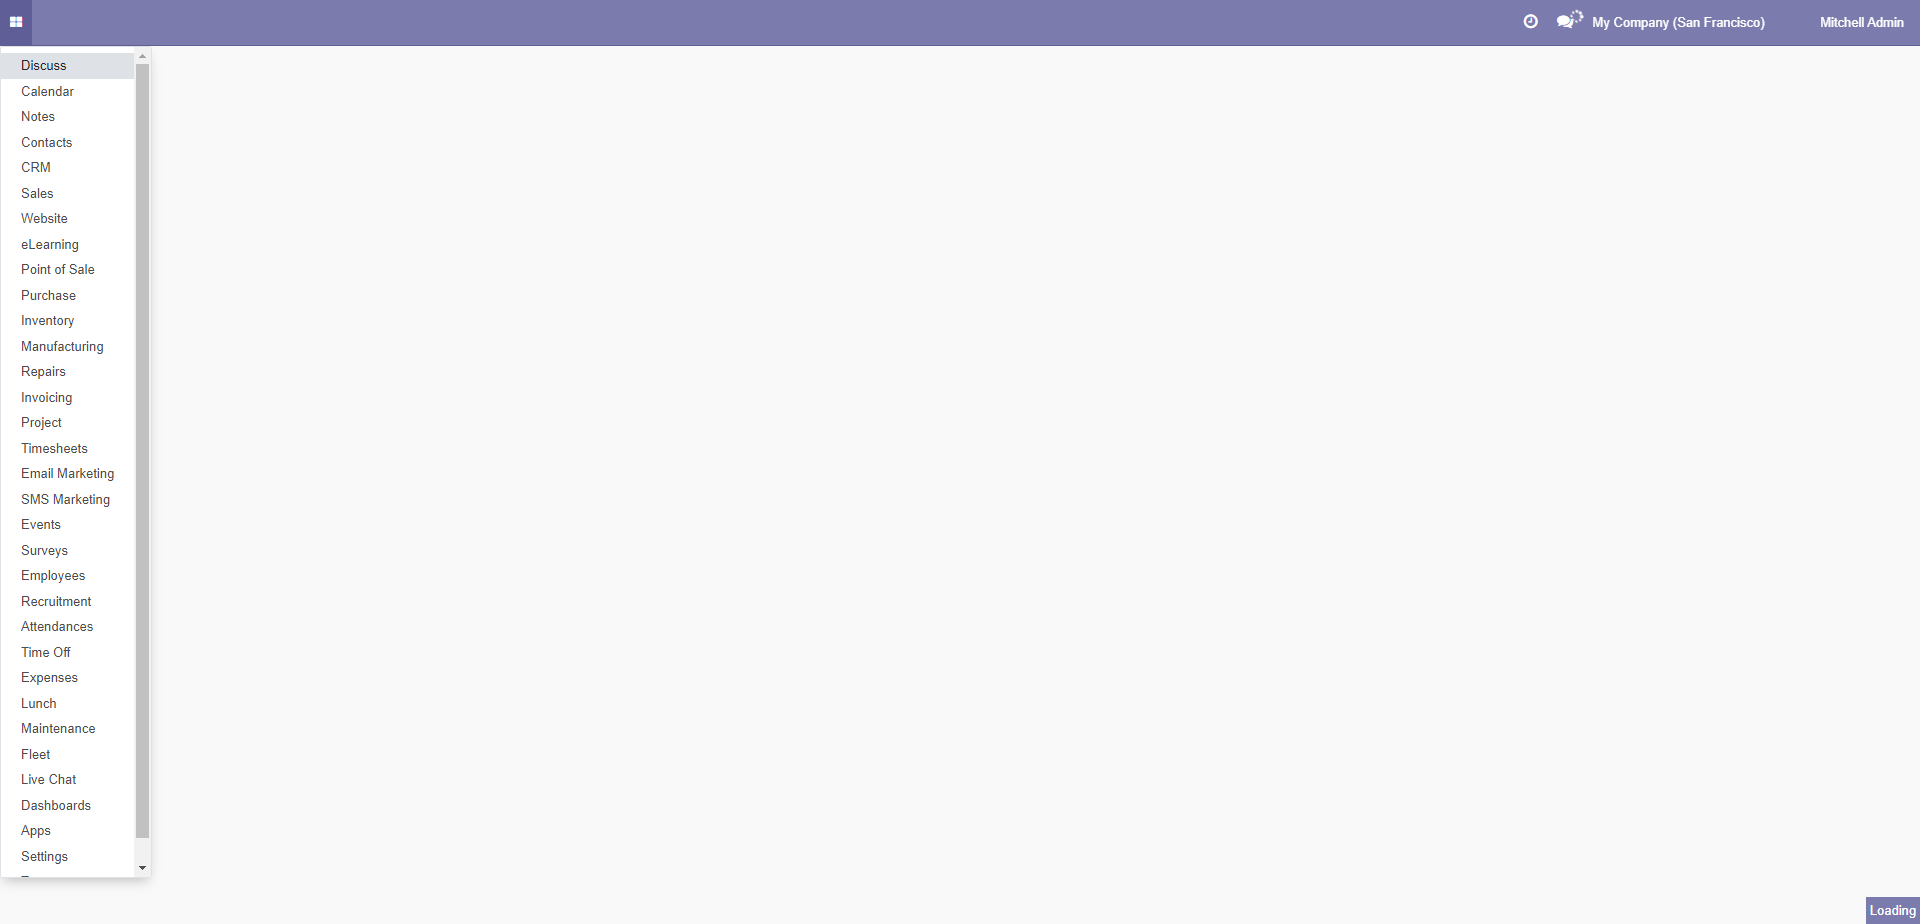 My Company (San Francisco)
Mitchell Admin
Discuss
Calendar
Notes
Contacts
CRM
Sales
Website
eLearning
Point of Sale
Purchase
Inventory
Manufacturing
Repairs
Invoicing
Project
Timesheets
Email Marketing
SMS Marketing
Events
Surveys
Employees
Recruitment
Attendances
Time Off
Expenses
Lunch
Maintenance
Fleet
Live Chat
Dashboards
Apps
Settings
Loading